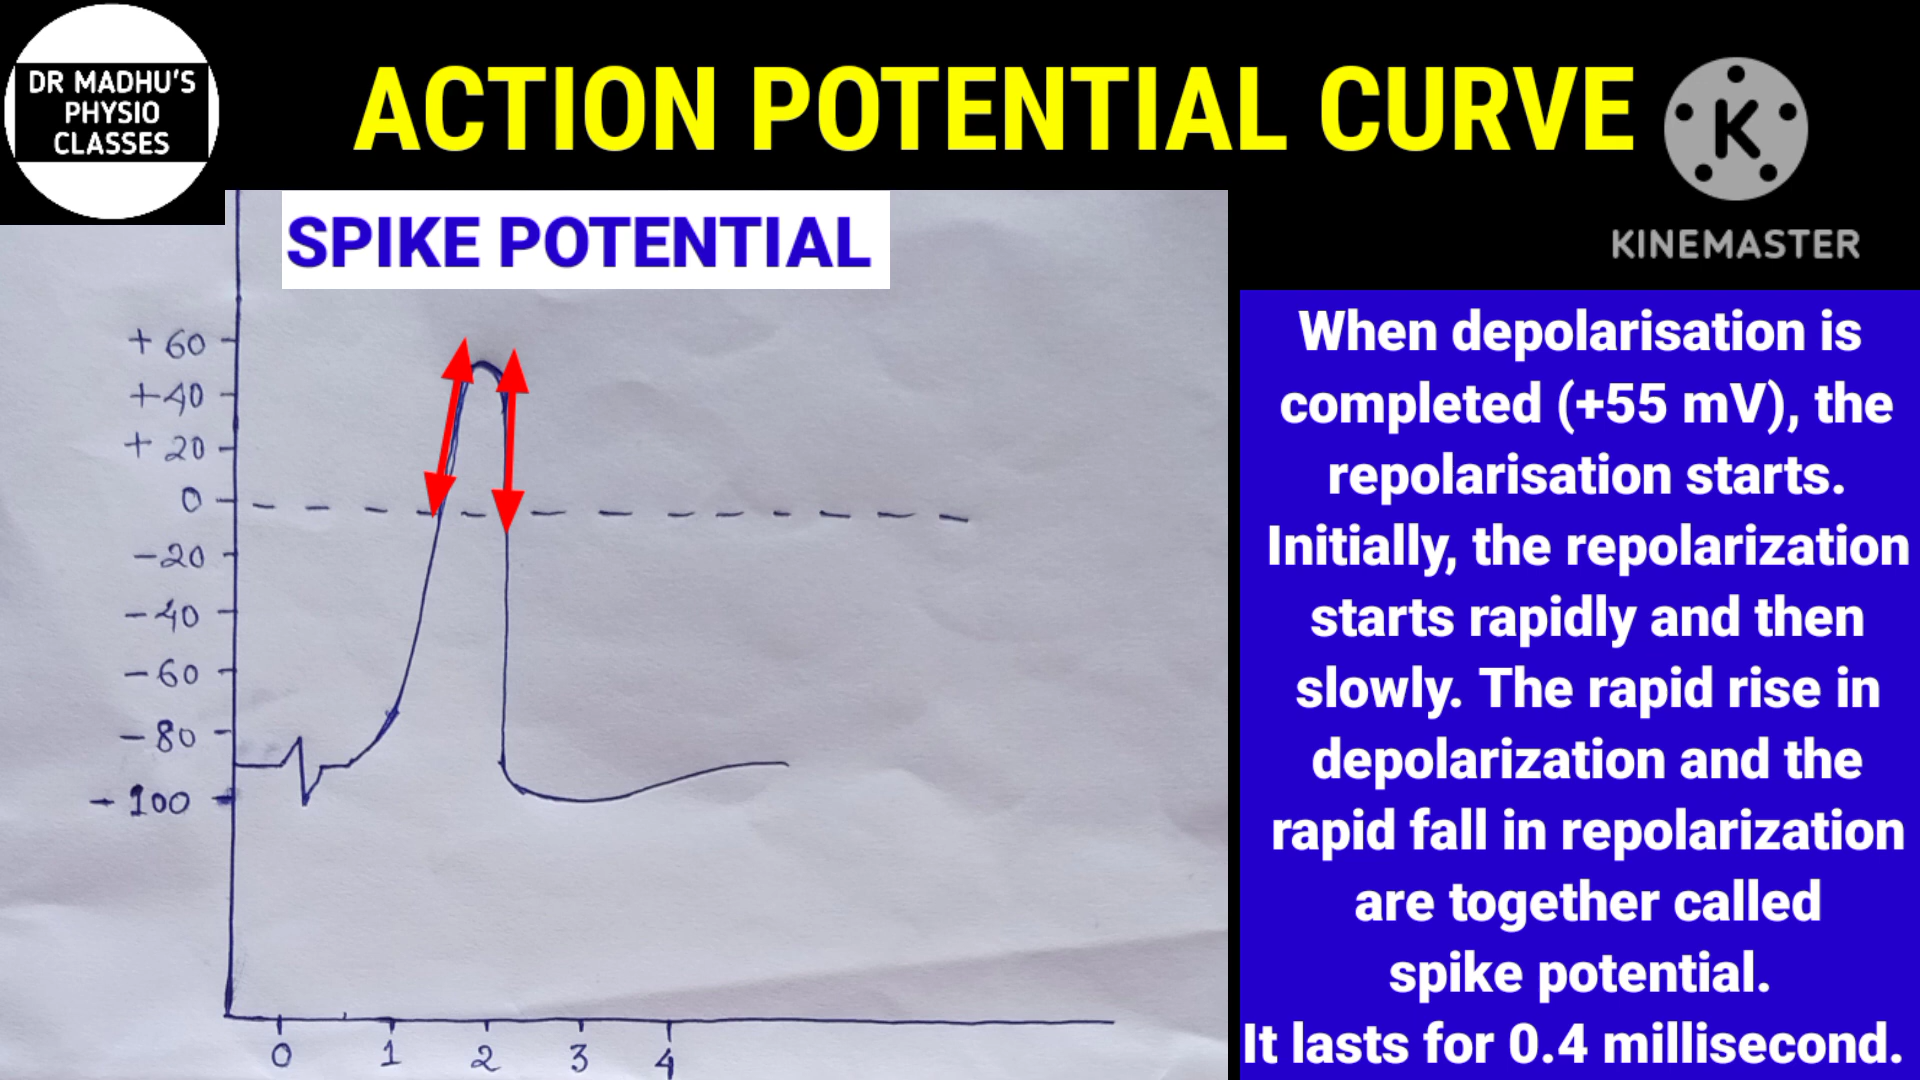 DR MADHU'S
PHYSIO
CLASSES
ACTION POTENTIAL CURVE
K
KINEMASTER
SPIKE POTENTIAL
+ 60
+40
+ 20
0
-20
-40
-60
-80
- 100
0 1 2 3 4
When depolarisation is
completed (+55 mV), the
repolarisation starts.
Initially, the repolarization
starts rapidly and then
slowly. The rapid rise in
depolarization and the
rapid fall in repolarization
are together called
spike potential.
It lasts for 0.4 millisecond.